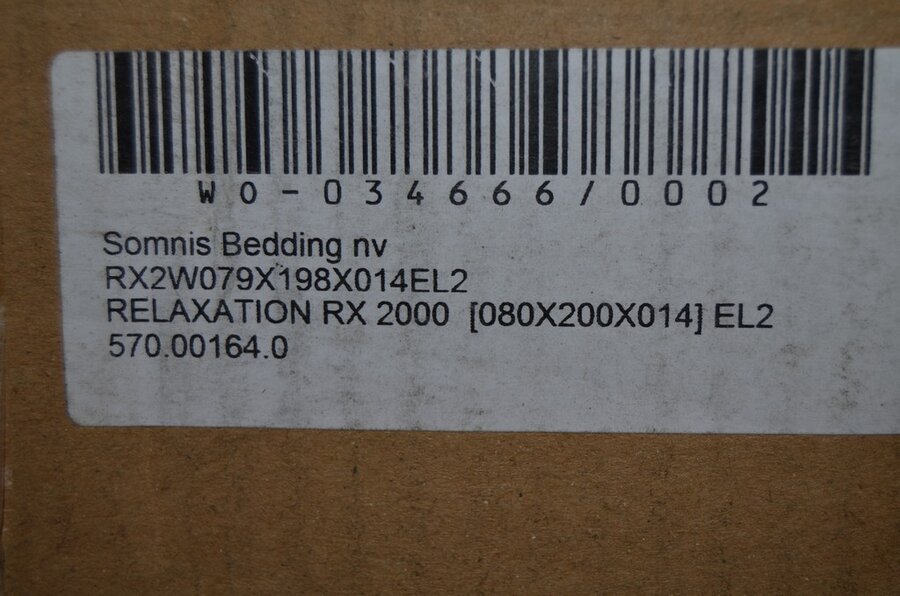 W0-034666/0002
Somnis Bedding nv
RX2W079X198X014EL2
RELAXATION RX 2000 [080X200X014] EL2
570.00164.0